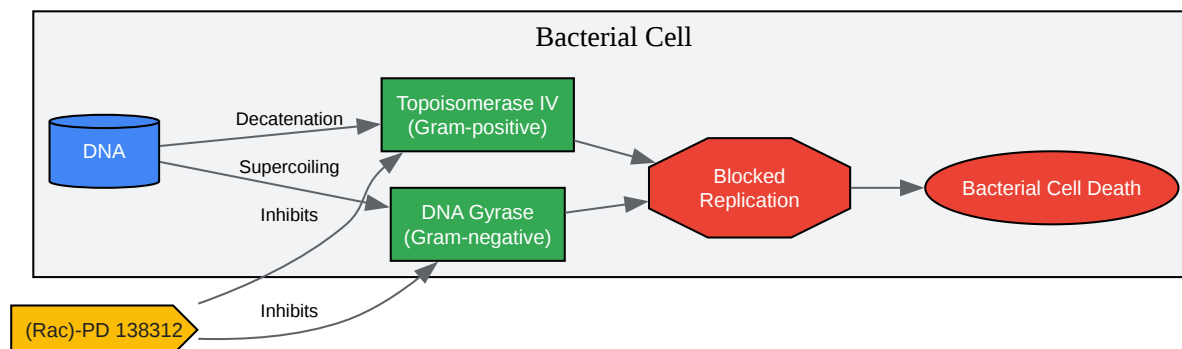 Bacterial Cell
DNA
Decatenation
Supercoiling
Inhibits
Inhibits
Topoisomerase IV
(Gram-positive)
DNA Gyrase
(Gram-negative)
Blocked
Replication
Bacterial Cell Death
(Rac)-PD 138312